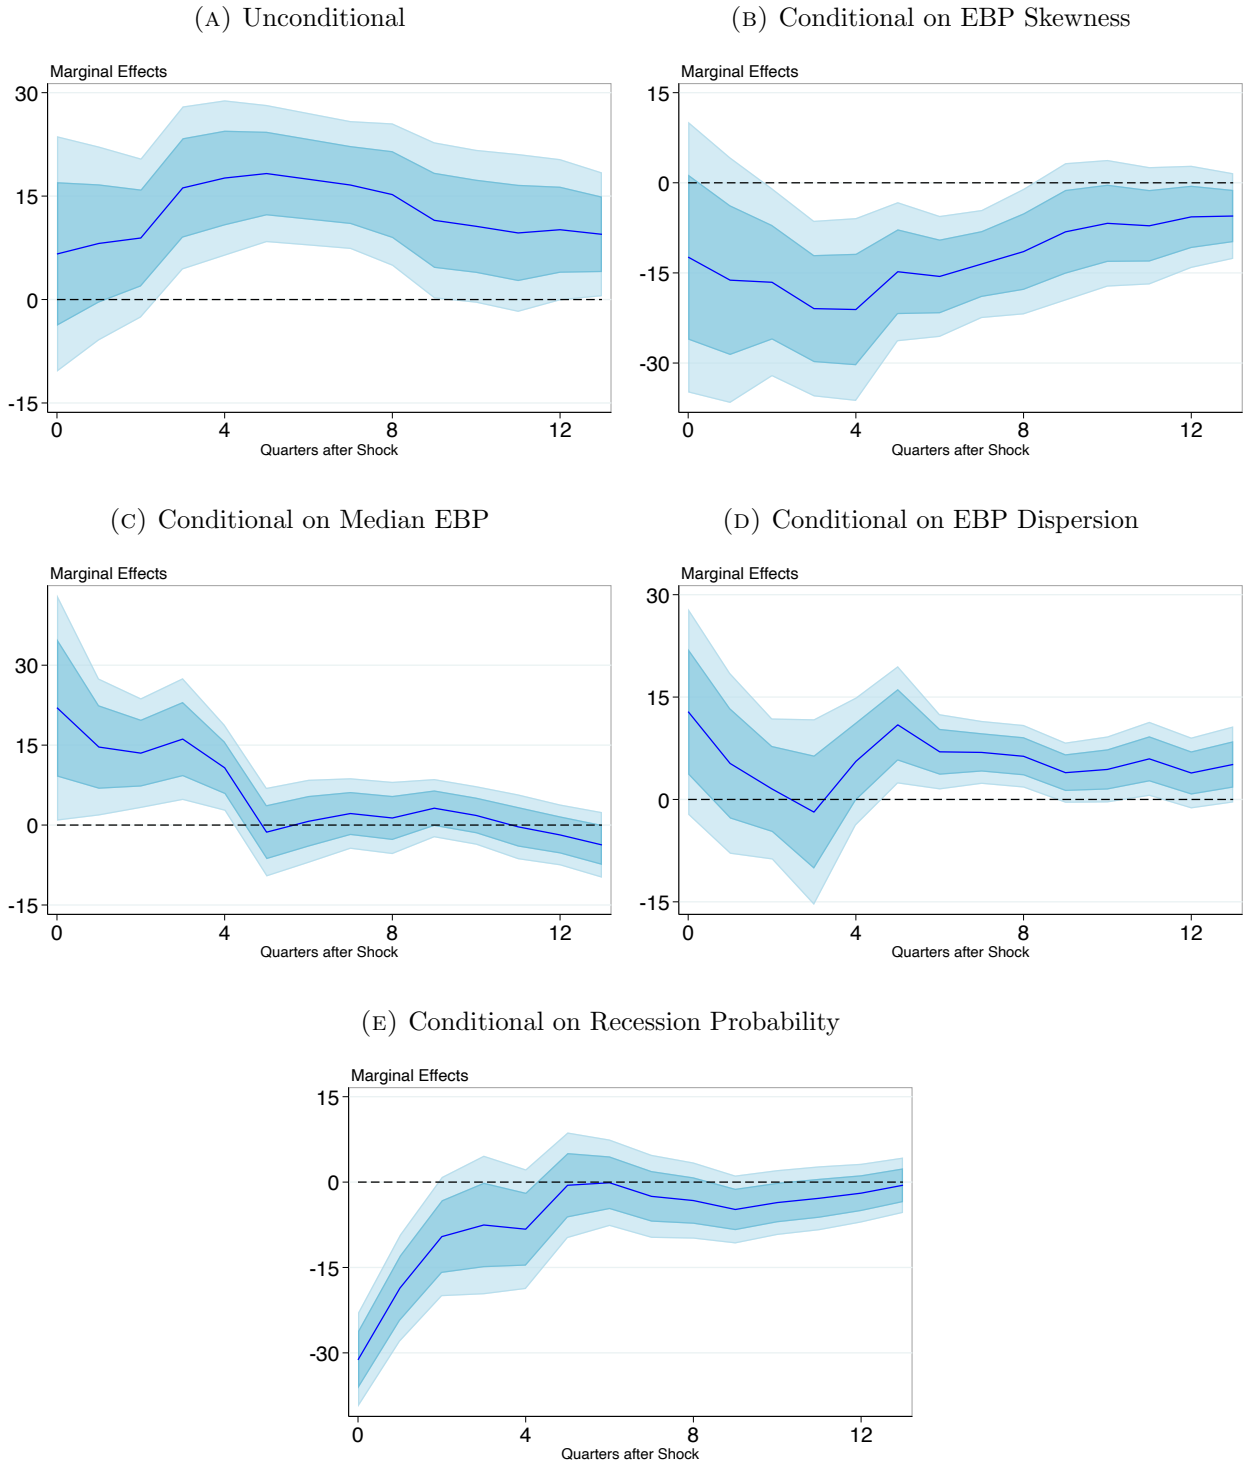 (A) Unconditional
Marginal Effects
30
15
0
-15
0 4 8 12
Quarters after Shock
(B) Conditional on EBP Skewness
Marginal Effects
15
0
-15
-30
0 4 8 12
Quarters after Shock
(C) Conditional on Median EBP
Marginal Effects
30
15
0
-15
0 4 8 12
Quarters after Shock
(D) Conditional on EBP Dispersion
Marginal Effects
30
15
0
-15
0 4 8 12
Quarters after Shock
(E) Conditional on Recession Probability
Marginal Effects
15
0
-15
-30
0 4 8 12
Quarters after Shock